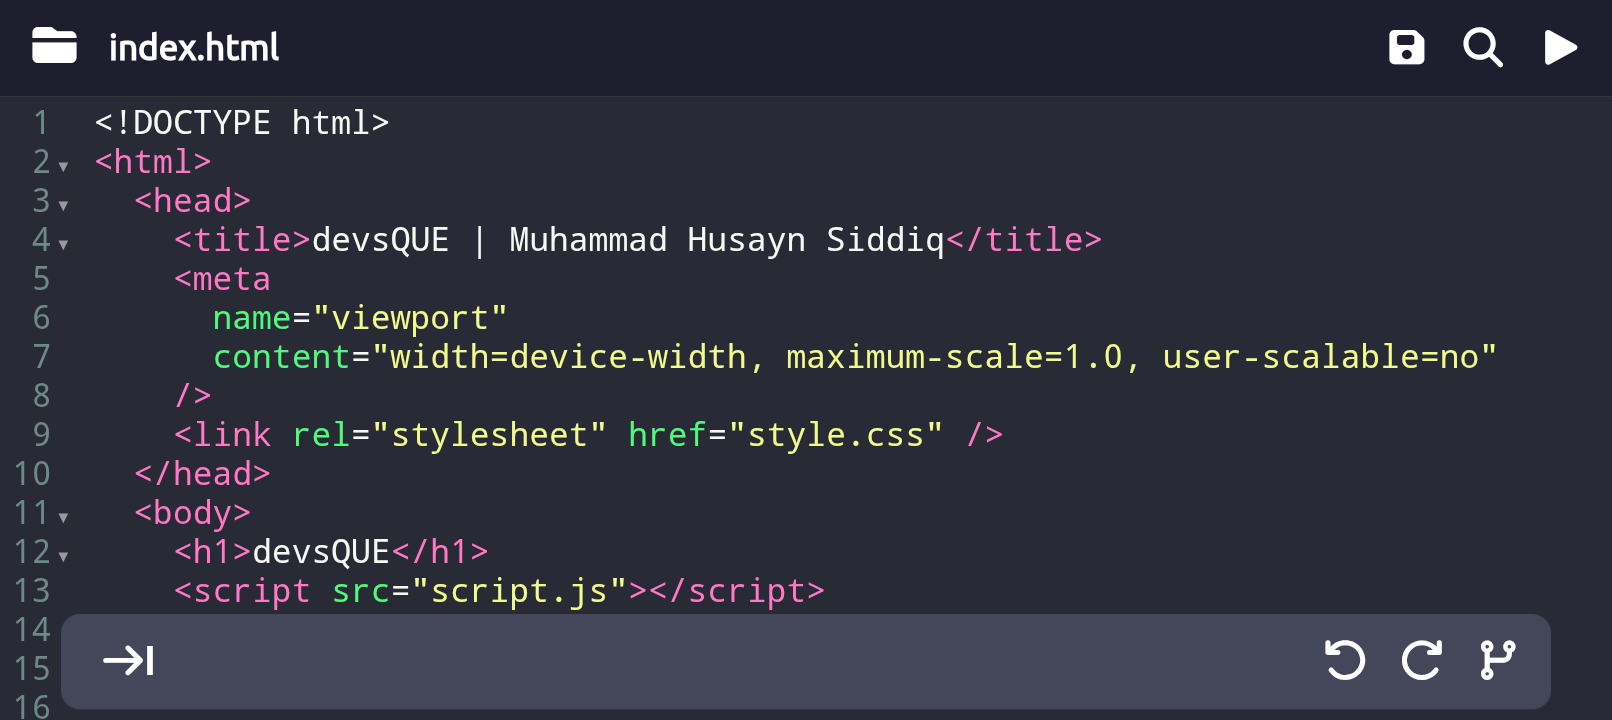 index.html
1 <!DOCTYPE html>
2 <html>
3 <head>
4 <title>devsQUE | Muhammad Husayn Siddiq</title>
5 <meta
6 name="viewport"
7 content="width=device-width, maximum-scale=1.0, user-scalable=no"
8 />
9 <link rel="stylesheet" href="style.css" />
10 </head>
11 <body>
12 <h1>devsQUE</h1>
13 <script src="script.js"></script>
14
15
16